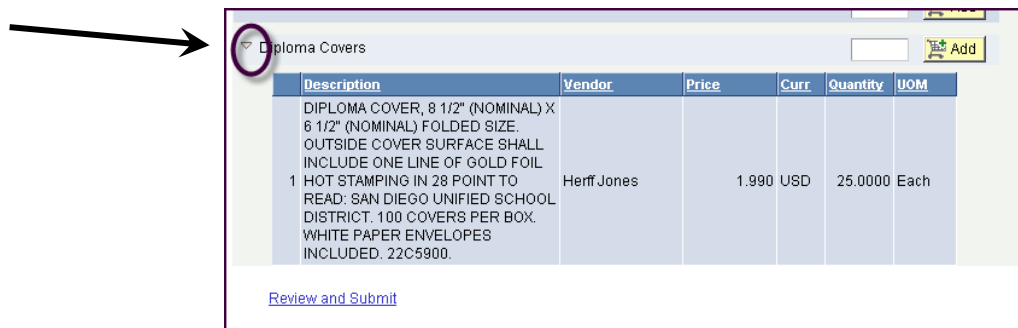 Add
Diploma Covers Add
Description Vendor Price Curr Quantity UOM
DIPLOMA COVER, 8 1/2" (NOMINAL) X
6 1/2" (NOMINAL) FOLDED SIZE.
OUTSIDE COVER SURFACE SHALL
INCLUDE ONE LINE OF GOLD FOIL
1 HOT STAMPING IN 28 POINT TO Herff Jones 1.990 USD 25.0000 Each
READ: SAN DIEGO UNIFIED SCHOOL
DISTRICT. 100 COVERS PER BOX.
WHITE PAPER ENVELOPES
INCLUDED. 22C5900.
Review and Submit